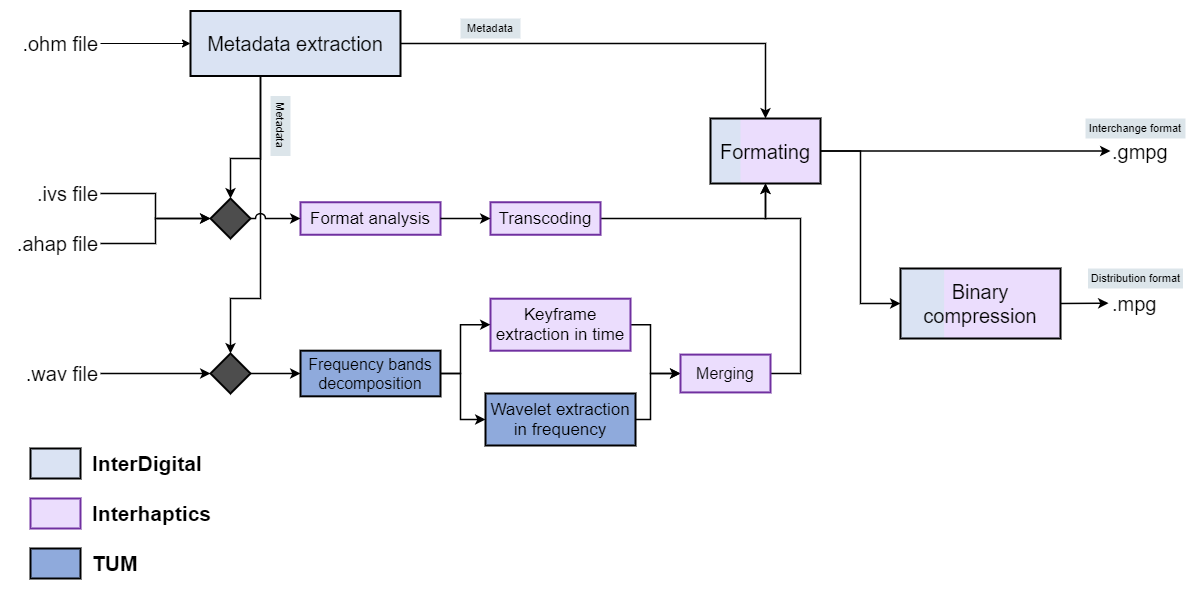 .ohm file
Metadata extraction
Metadata
Metadata
Formating
Interchange format
.gmpg
.ivs file
.ahap file
Format analysis
Transcoding
Binary
compression
Distribution format
.mpg
.wav file
Frequency bands
decomposition
Keyframe
extraction in time
Wavelet extraction
in frequency
Merging
InterDigital
Interhaptics
TUM